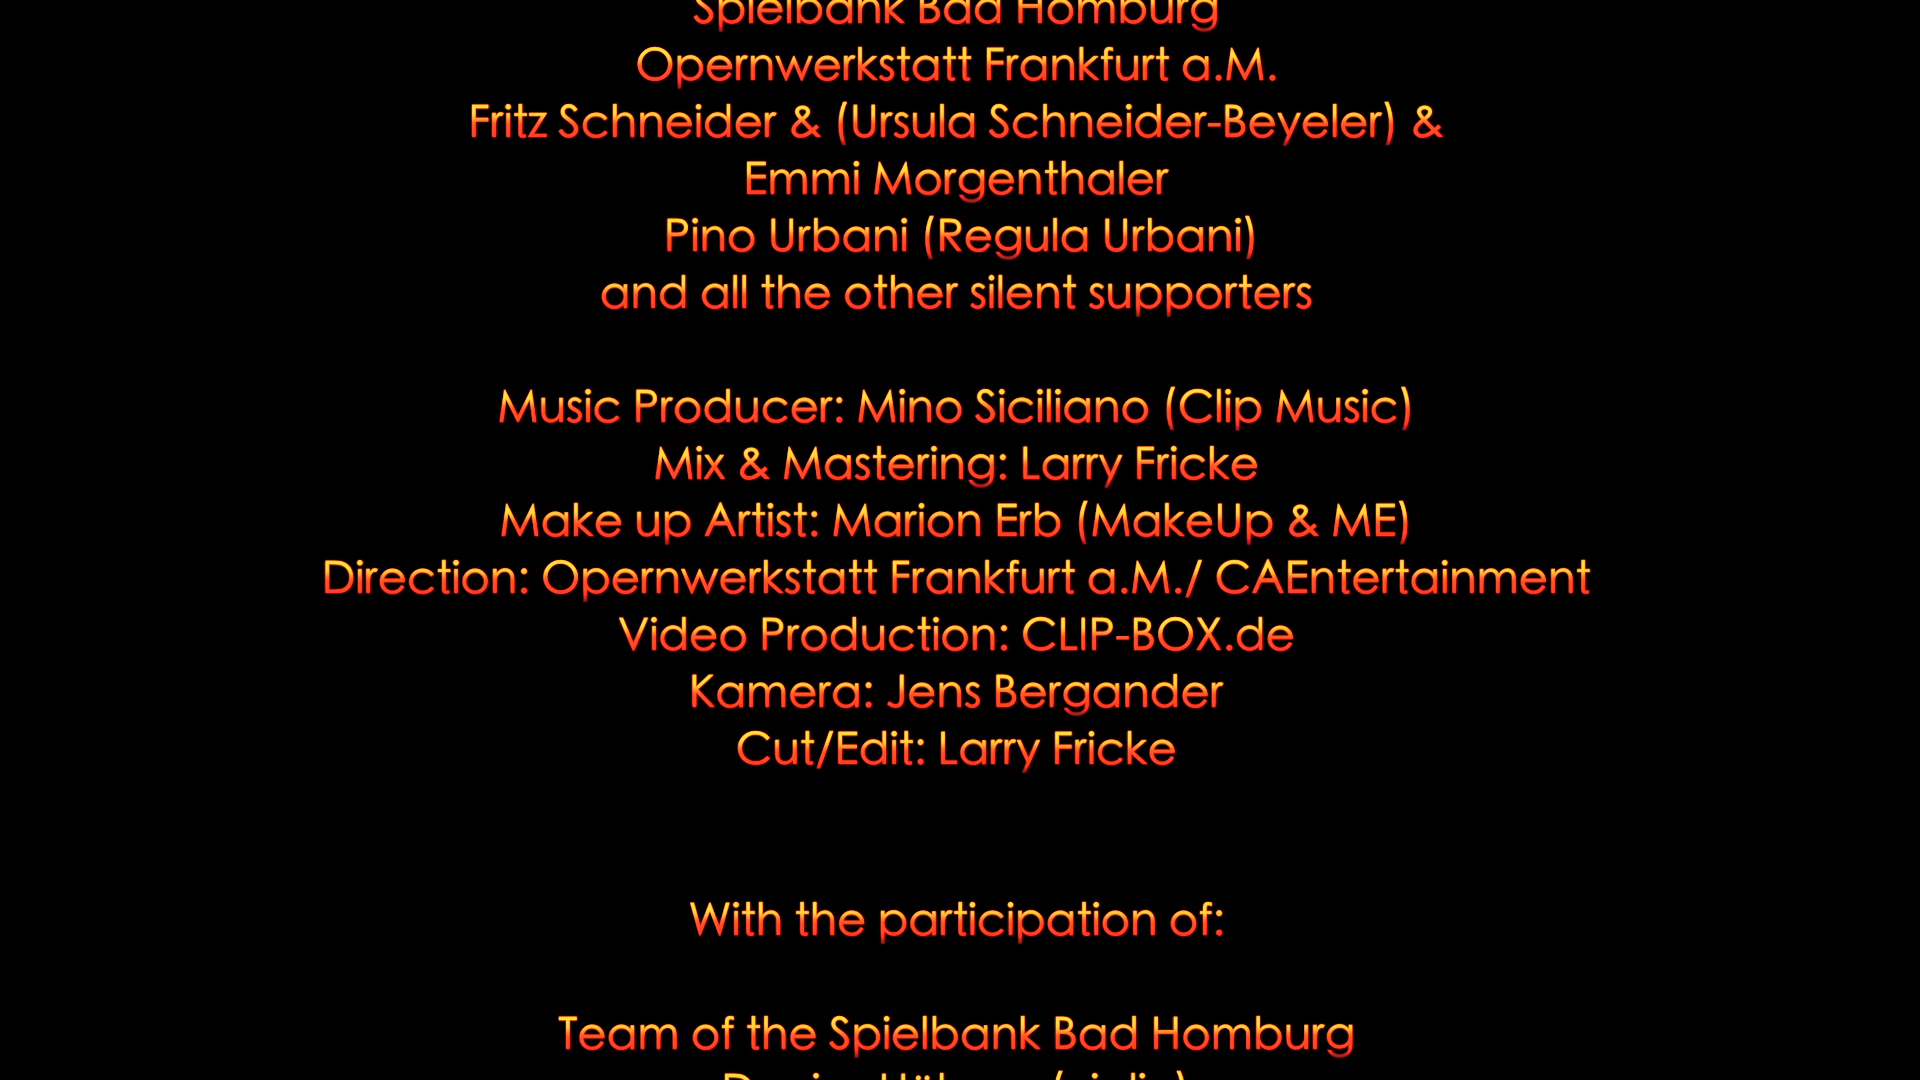 Spielbank Bad Homburg
Opernwerkstatt Frankfurt a.M.
Fritz Schneider & (Ursula Schneider-Beyeler) &
Emmi Morgenthaler
Pino Urbani (Regula Urbani)
and all the other silent supporters
Music Producer: Mino Siciliano (Clip Music)
Mix & Mastering: Larry Fricke
Make up Artist: Marion Erb (MakeUp & ME)
Direction: Opernwerkstatt Frankfurt a.M./ CAEntertainment
Video Production: CLIP-BOX.de
Kamera: Jens Bergander
Cut/Edit: Larry Fricke
With the participation of:
Team of the Spielbank Bad Homburg